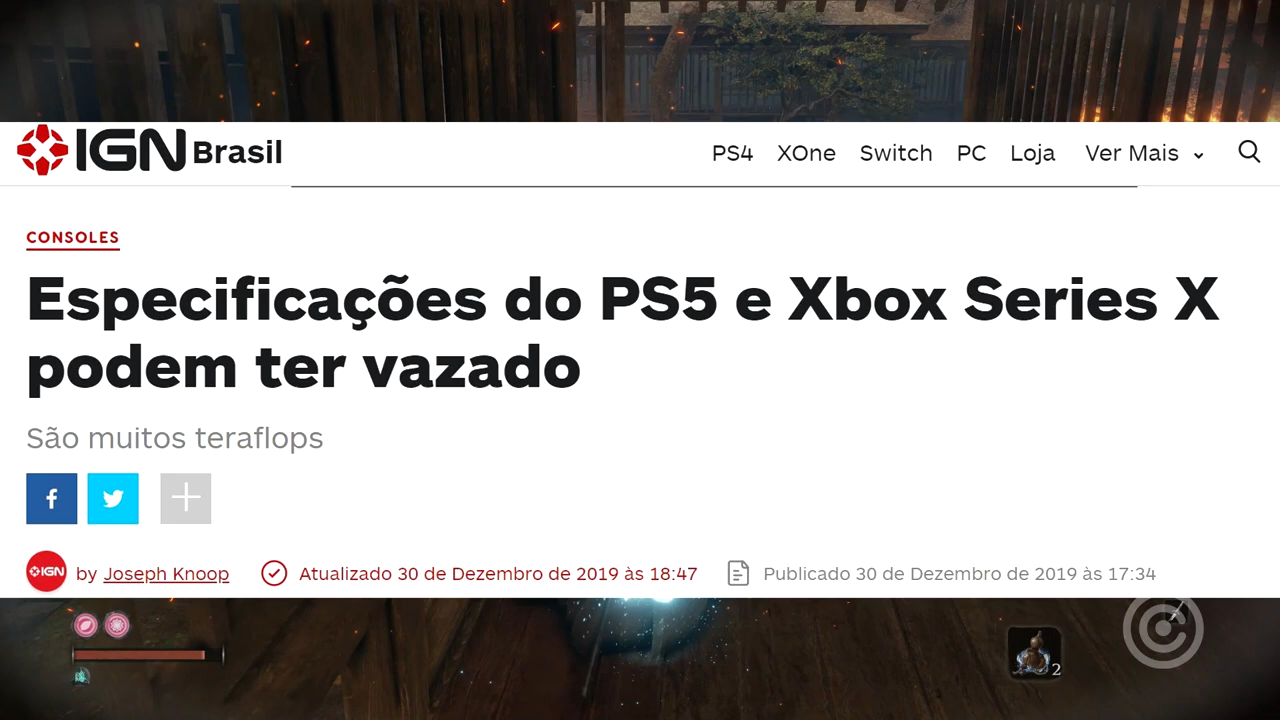 IGN Brasil
PS4 XOne Switch PC Loja Ver Mais
CONSOLES
Especificações do PS5 e Xbox Series X
podem ter vazado
São muitos teraflops
IGN by Joseph Knoop Atualizado 30 de Dezembro de 2019 às 18:47 Publicado 30 de Dezembro de 2019 às 17:34
2